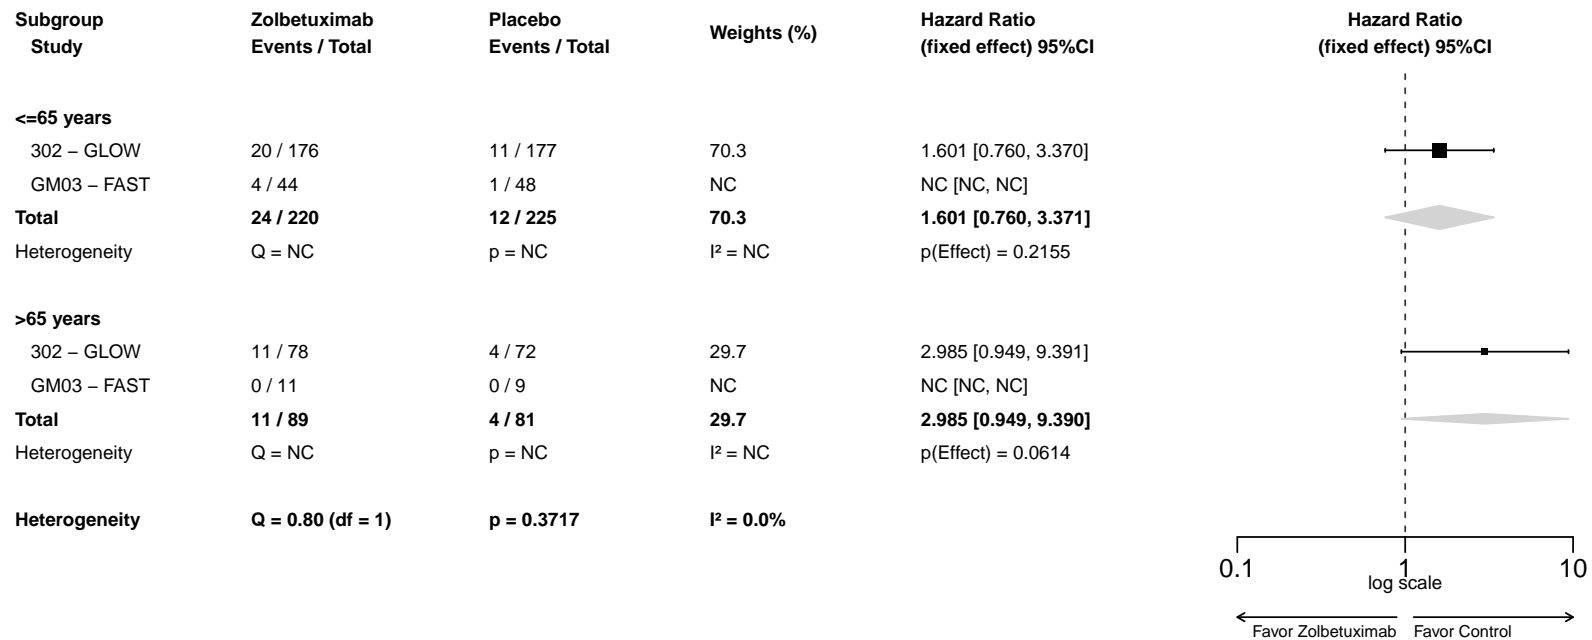 Subgroup Zolbetuximab Placebo Weights (%) Hazard Ratio Hazard Ratio
Study Events / Total Events / Total (fixed effect) 95%CI (fixed effect) 95%CI
<=65 years
302 – GLOW 20 / 176 11 / 177 70.3 1.601 [0.760, 3.370]
GM03 – FAST 4 / 44 1 / 48 NC NC [NC, NC]
Total 24 / 220 12 / 225 70.3 1.601 [0.760, 3.371]
Heterogeneity Q = NC p = NC I² = NC p(Effect) = 0.2155
>65 years
302 – GLOW 11 / 78 4 / 72 29.7 2.985 [0.949, 9.391]
GM03 – FAST 0 / 11 0 / 9 NC NC [NC, NC]
Total 11 / 89 4 / 81 29.7 2.985 [0.949, 9.390]
Heterogeneity Q = NC p = NC I² = NC p(Effect) = 0.0614
Heterogeneity Q = 0.80 (df = 1) p = 0.3717 I² = 0.0%
0.1 1 10
log scale
Favor Zolbetuximab Favor Control